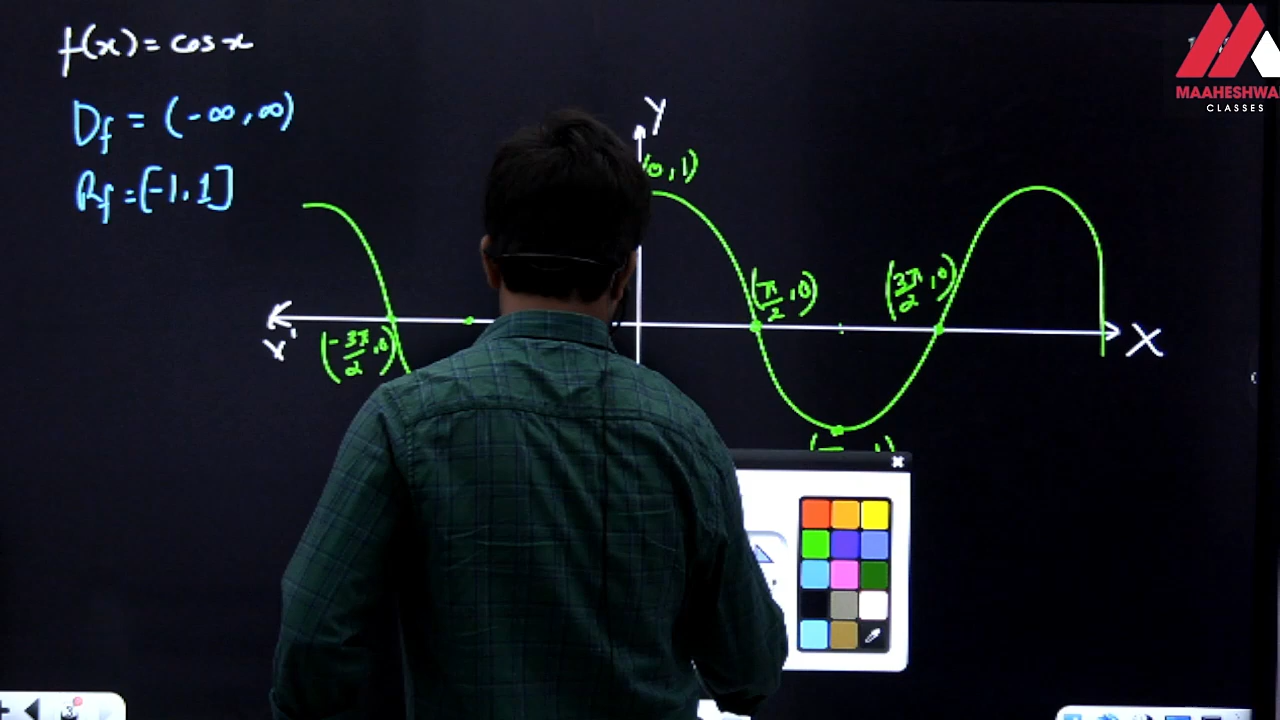 f(x) = cos x
Df = (-∞, ∞)
Rf = [-1, 1]
MAAHESHWA
CLASSES
Y
(0, 1)
(π/2, 0)
(3π/2, 0)
(-3π/2, 0)
X'
X